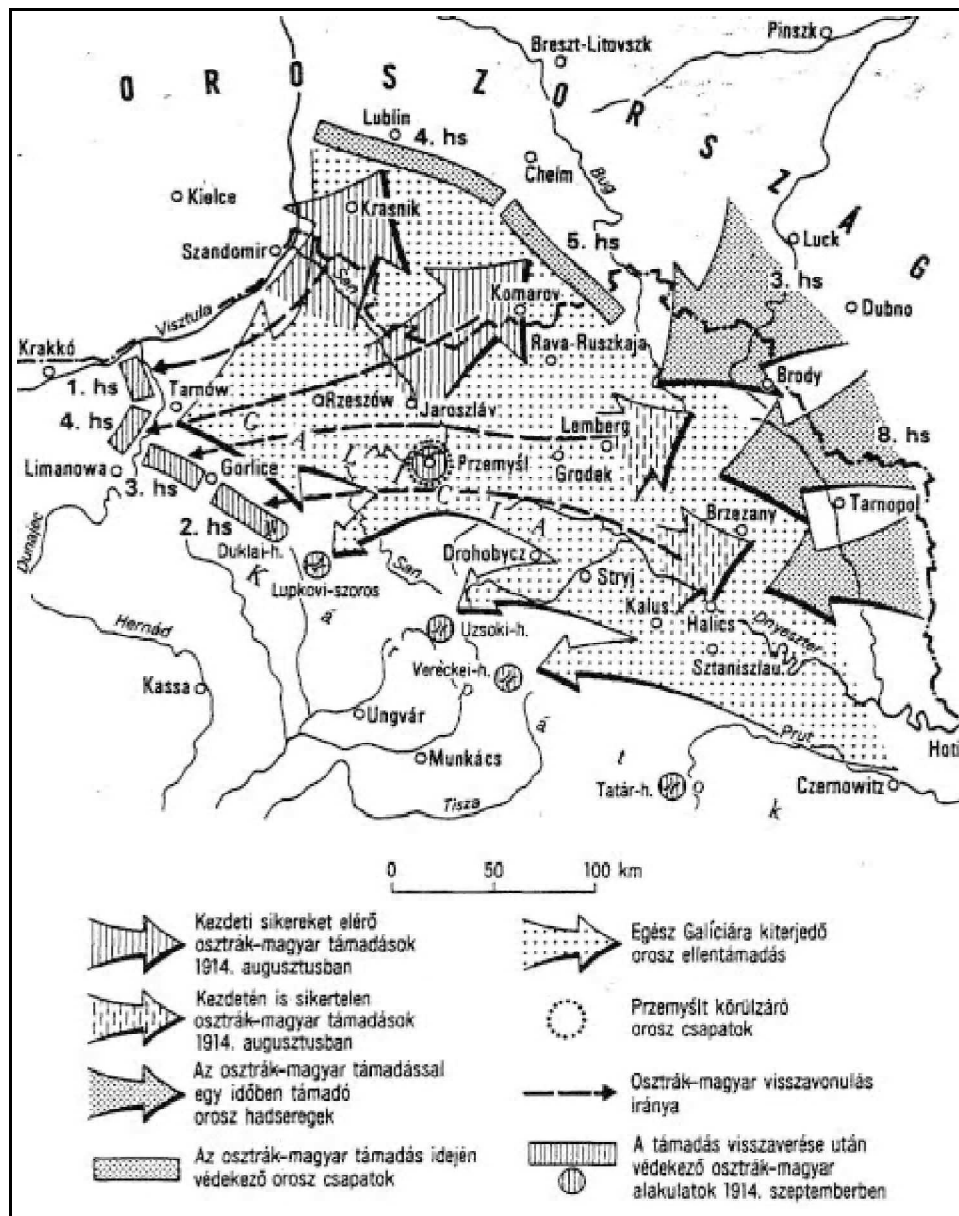 Pinszk
Breszt-Litovszk
OROSZORSZÁG
Lublin
4. hs
Chełm
Bug
Kielce
Krasnik
Luck
Szandomir
5. hs
3. hs
San
Komarov
Dubno
Visztula
Rava-Ruszkaja
Krakkó
Brody
1. hs
Tarnów
Rzeszów
Jaroszláv
4. hs
Lemberg
8. hs
GALÍCIA
Limanowa
Gorlice
Przemyśl
Grodek
3. hs
Tarnopol
Brzezany
2. hs
Dunajec
Duklai-h.
Drohobycz
Lupkovi-szoros
San
Stryj
Kalus
Halics
Hernád
Uzsoki-h.
Dnyeszter
Sztaniszlau.
Kassa
Vereckei-h.
Ungvár
Hoti
Munkács
Prut
Tisza
Tatár-h.
Czernowitz
Kárpátok
0 50 100 km
Kezdeti sikereket elérő
osztrák-magyar támadások
1914. augusztusban
Kezdetén is sikertelen
osztrák-magyar támadások
1914. augusztusban
Az osztrák-magyar támadással
egy időben támadó
orosz hadseregek
Az osztrák-magyar támadás idején
védekező orosz csapatok
Egész Galíciára kiterjedő
orosz ellentámadás
Przemyślt körülzáró
orosz csapatok
Osztrák-magyar visszavonulás
iránya
A támadás visszaverése után
védekező osztrák-magyar
alakulatok 1914. szeptemberben